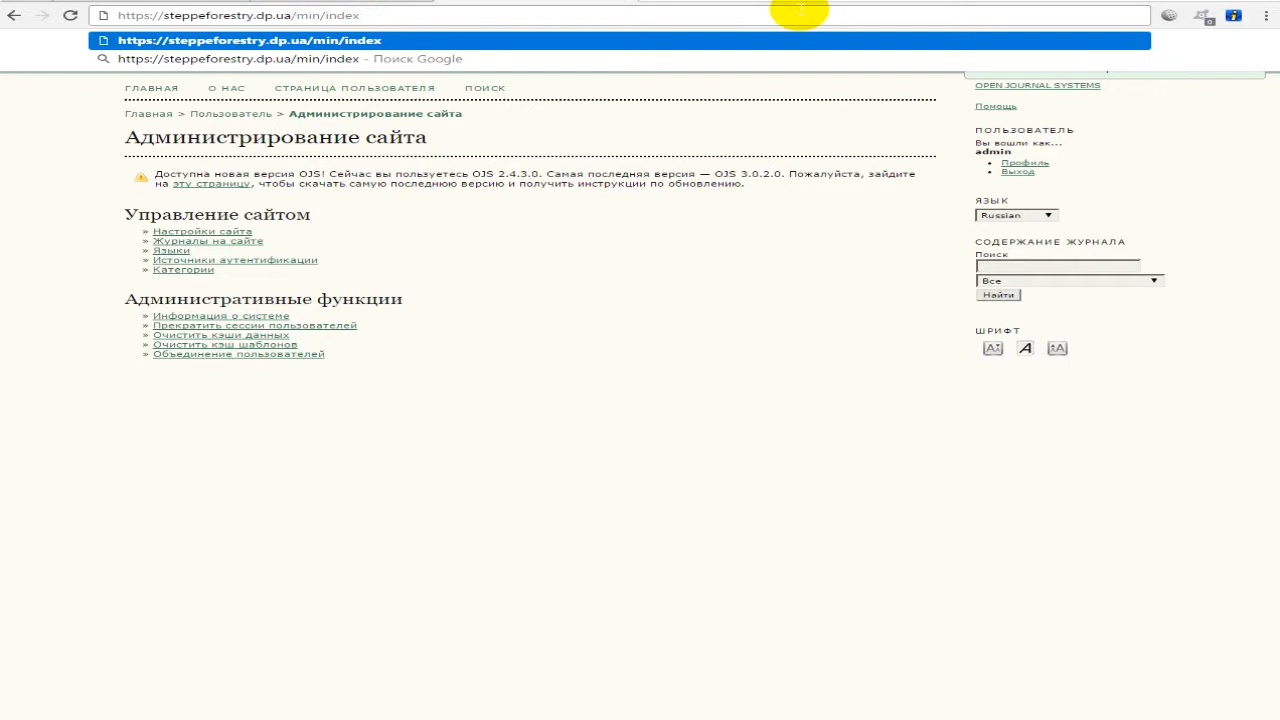 https://steppeforestry.dp.ua/min/index
https://steppeforestry.dp.ua/min/index
https://steppeforestry.dp.ua/min/index - Поиск Google
ГЛАВНАЯ О НАС СТРАНИЦА ПОЛЬЗОВАТЕЛЯ ПОИСК
Главная > Пользователь > Администрирование сайта
Администрирование сайта
Доступна новая версия OJS! Сейчас вы пользуетесь OJS 2.4.3.0. Самая последняя версия — OJS 3.0.2.0. Пожалуйста, зайдите
на эту страницу, чтобы скачать самую последнюю версию и получить инструкции по обновлению.
Управление сайтом
» Настройки сайта
» Журналы на сайте
» Языки
» Источники аутентификации
» Категории
Административные функции
» Информация о системе
» Прекратить сессии пользователей
» Очистить кэши данных
» Очистить кэш шаблонов
» Объединение пользователей
OPEN JOURNAL SYSTEMS
Помощь
ПОЛЬЗОВАТЕЛЬ
Вы вошли как...
admin
• Профиль
• Выход
ЯЗЫК
Russian
СОДЕРЖАНИЕ ЖУРНАЛА
Поиск
Все
Найти
ШРИФТ